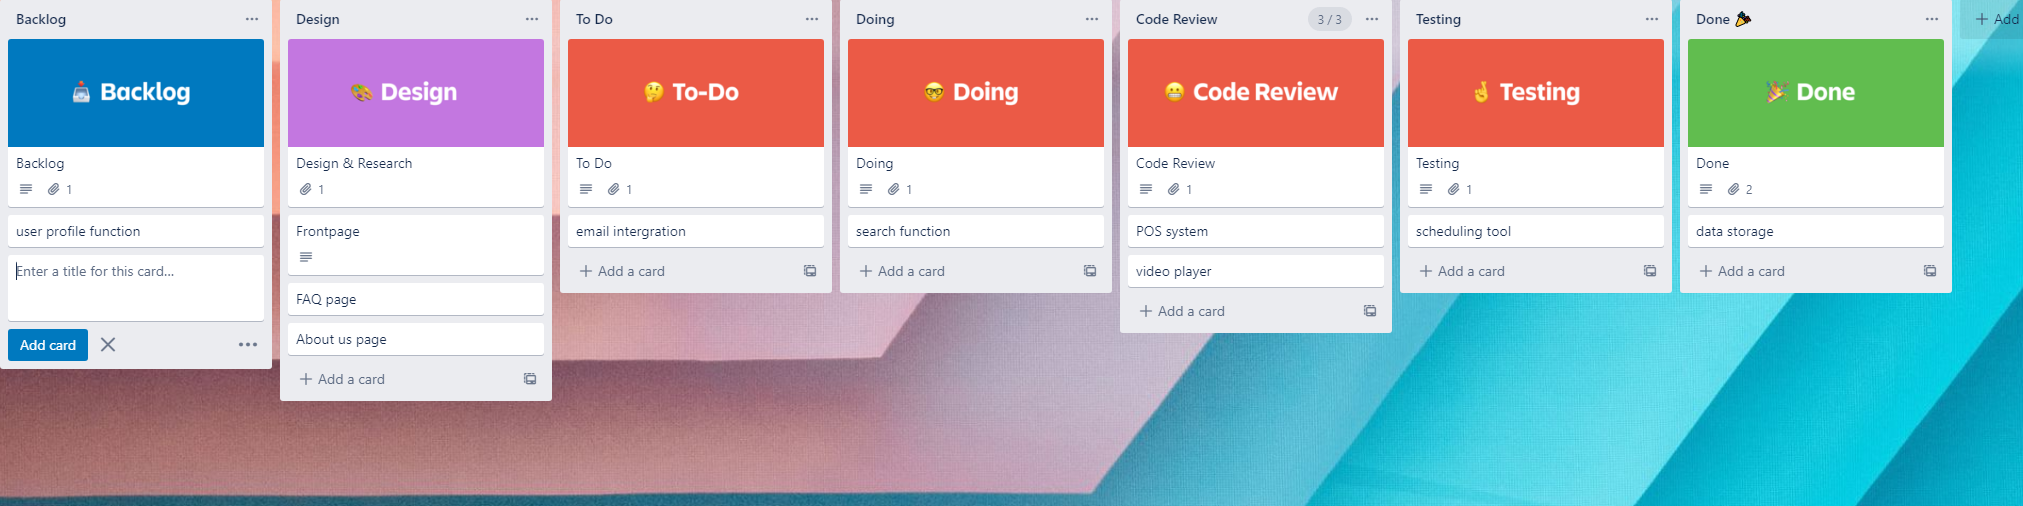 Backlog
Backlog
Backlog
1
user profile function
Enter a title for this card...
Add card
Design
Design
Design & Research
1
Frontpage
FAQ page
About us page
Add a card
To Do
To-Do
To Do
1
email intergration
Add a card
Doing
Doing
Doing
1
search function
Add a card
Code Review
3 / 3
Code Review
Code Review
1
POS system
video player
Add a card
Testing
Testing
Testing
1
scheduling tool
Add a card
Done
Done
Done
2
data storage
Add a card
Add